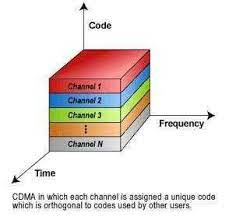 Code
Channel 1
Channel 2
Channel 3
Channel N
Frequency
Time
CDMA in which each channel is assigned a unique code
which is orthogonal to codes used by other users.